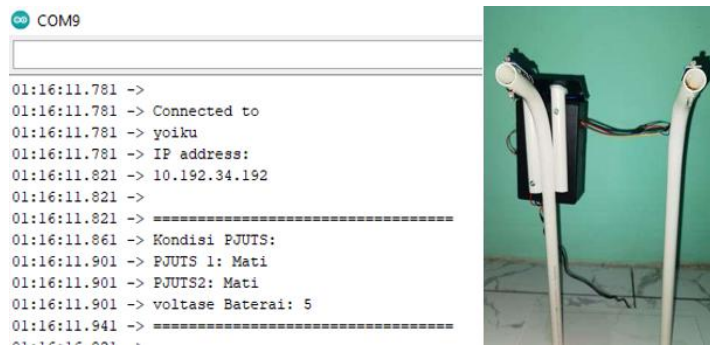 COM9
01:16:11.781 ->
01:16:11.781 -> Connected to
01:16:11.781 -> yoiku
01:16:11.781 -> IP address:
01:16:11.821 -> 10.192.34.192
01:16:11.821 ->
01:16:11.821 -> ==================================
01:16:11.861 -> Kondisi PJUTS:
01:16:11.901 -> PJUTS 1: Mati
01:16:11.901 -> PJUTS2: Mati
01:16:11.901 -> voltase Baterai: 5
01:16:11.941 -> ==================================